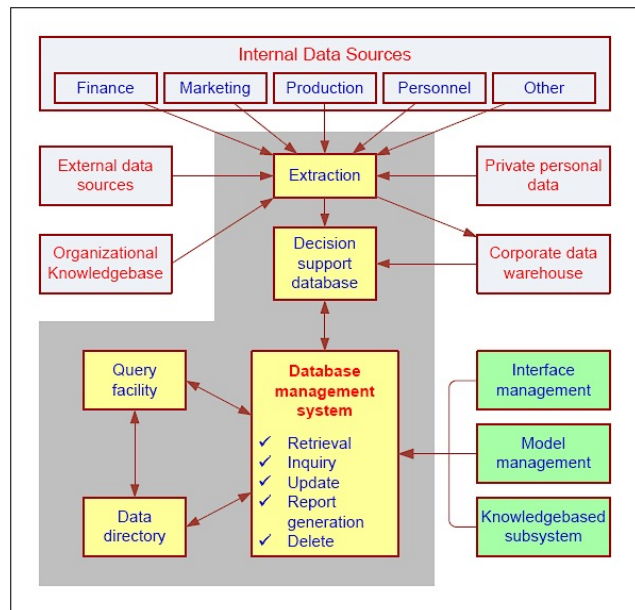 Internal Data Sources
Finance
Marketing
Production
Personnel
Other
External data
sources
Extraction
Private personal
data
Organizational
Knowledgebase
Decision
support
database
Corporate data
warehouse
Query
facility
Database
management
system
✓ Retrieval
✓ Inquiry
✓ Update
✓ Report
generation
✓ Delete
Interface
management
Model
management
Data
directory
Knowledgebased
subsystem